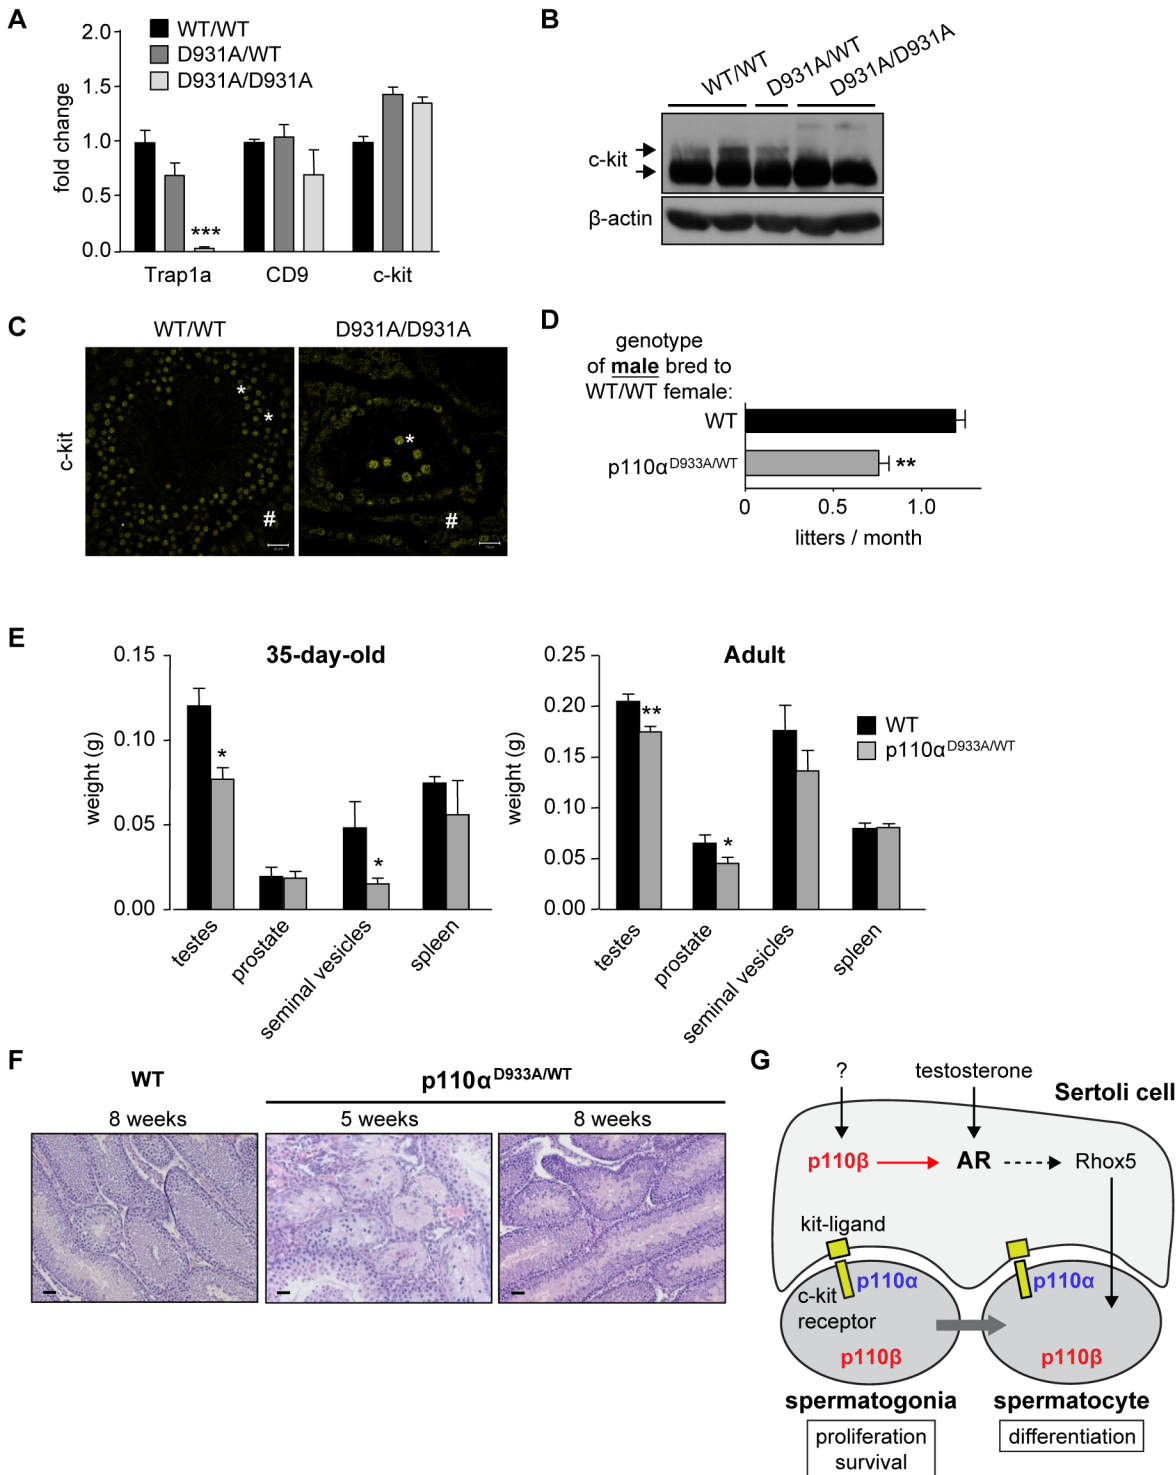 A
2.0
1.5
1.0
0.5
0.0
fold change
WT/WT
D931A/WT
D931A/D931A
***
Trap1a
CD9
c-kit
B
WT/WT
D931A/WT
D931A/D931A
c-kit
β-actin
C
WT/WT
D931A/D931A
c-kit
*
*
#
*
#
D
genotype
of male bred to
WT/WT female:
WT
p110αD933A/WT
**
0
0.5
1.0
litters / month
E
35-day-old
0.15
0.10
0.05
0.00
weight (g)
*
*
testes
prostate
seminal vesicles
spleen
Adult
0.25
0.20
0.15
0.10
0.05
0.00
weight (g)
**
*
WT
p110αD933A/WT
testes
prostate
seminal vesicles
spleen
F
WT
p110αD933A/WT
8 weeks
5 weeks
8 weeks
G
?
testosterone
Sertoli cell
p110β
AR
Rhox5
kit-ligand
p110α
p110α
c-kit
receptor
p110β
p110β
spermatogonia
spermatocyte
proliferation
survival
differentiation